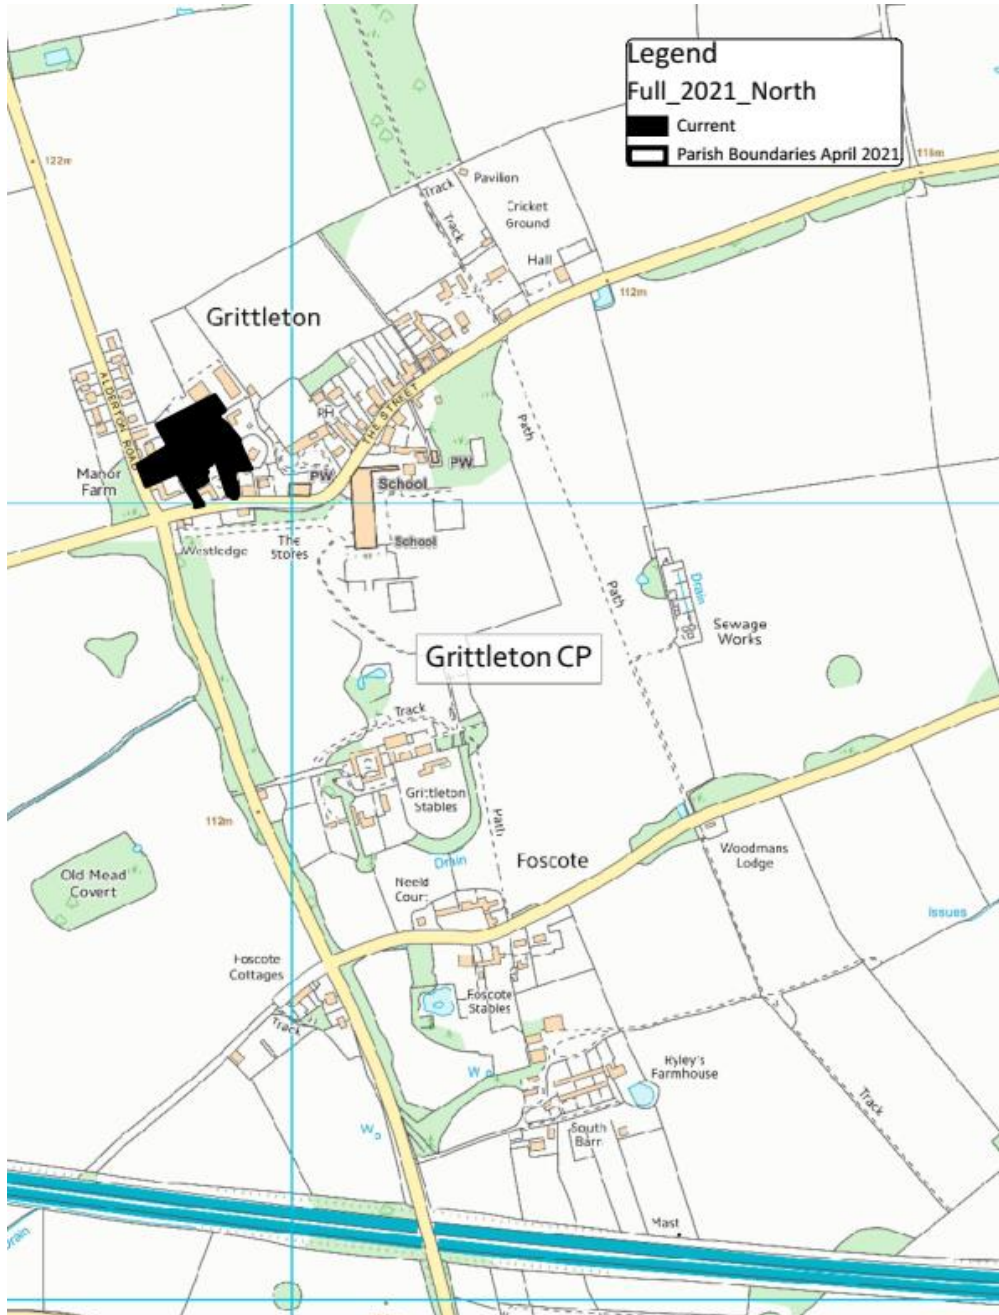 Legend
Full_2021_North
Current
Parish Boundaries April 2021
122m
116m
Track
Pavilion
Track
Cricket
Ground
Hall
112m
Grittleton
ALDERTON ROAD
PH
THE STREET
Path
Manor
Farm
PW
School
PW
Westledge
The
Stores
School
Path
Drain
Sewage
Works
Grittleton CP
Track
Grittleton
Stables
112m
Path
Drain
Foscote
Woodmans
Lodge
Old Mead
Covert
Neeld
Court
Issues
Foscote
Cottages
Foscote
Stables
Track
W
Ryley's
Farmhouse
Track
W
South
Barn
Mast
Drain